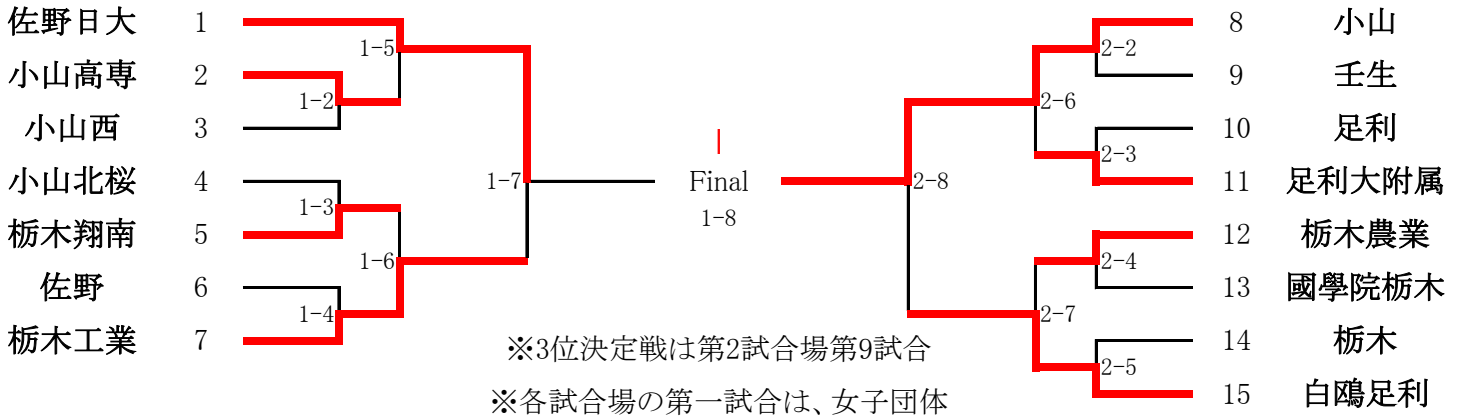 佐野日大 1
小山高専 2
小山西 3
小山北桜 4
栃木翔南 5
佐野 6
栃木工業 7
1-5
1-2
1-3
1-6
1-4
1-7
Final
1-8
2-8
2-2
2-6
2-3
2-4
2-7
2-5
8 小山
9 壬生
10 足利
11 足利大附属
12 栃木農業
13 國學院栃木
14 栃木
15 白鴎足利
※3位決定戦は第2試合場第9試合
※各試合場の第一試合は、女子団体